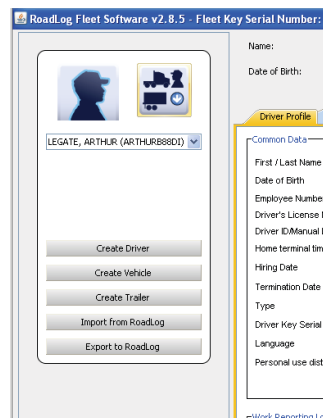 RoadLog Fleet Software v2.8.5 - Fleet Key Serial Number:
Name:
Date of Birth:
LEGATE, ARTHUR (ARTHURB88DI)
Create Driver
Create Vehicle
Create Trailer
Import from RoadLog
Export to RoadLog
Driver Profile
Common Data
First / Last Name
Date of Birth
Employee Numbe
Driver's License
Driver ID/Manual
Home terminal tim
Hiring Date
Termination Date
Type
Driver Key Serial
Language
Personal use dist
Work Reporting Lo